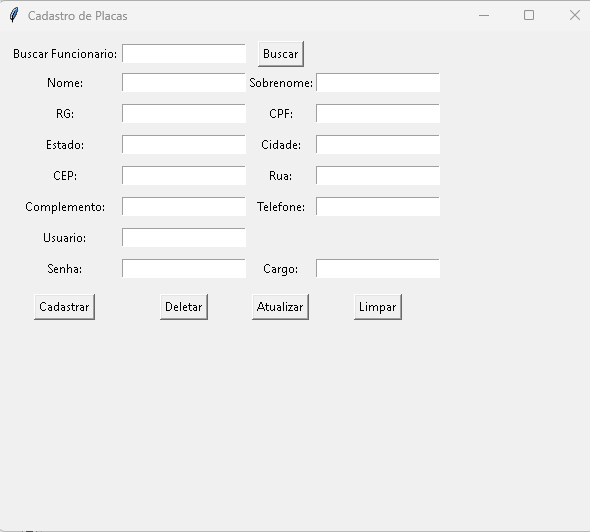 Cadastro de Placas
Buscar Funcionario: Buscar
Nome: Sobrenome:
RG: CPF:
Estado: Cidade:
CEP: Rua:
Complemento: Telefone:
Usuario:
Senha: Cargo:
Cadastrar Deletar Atualizar Limpar